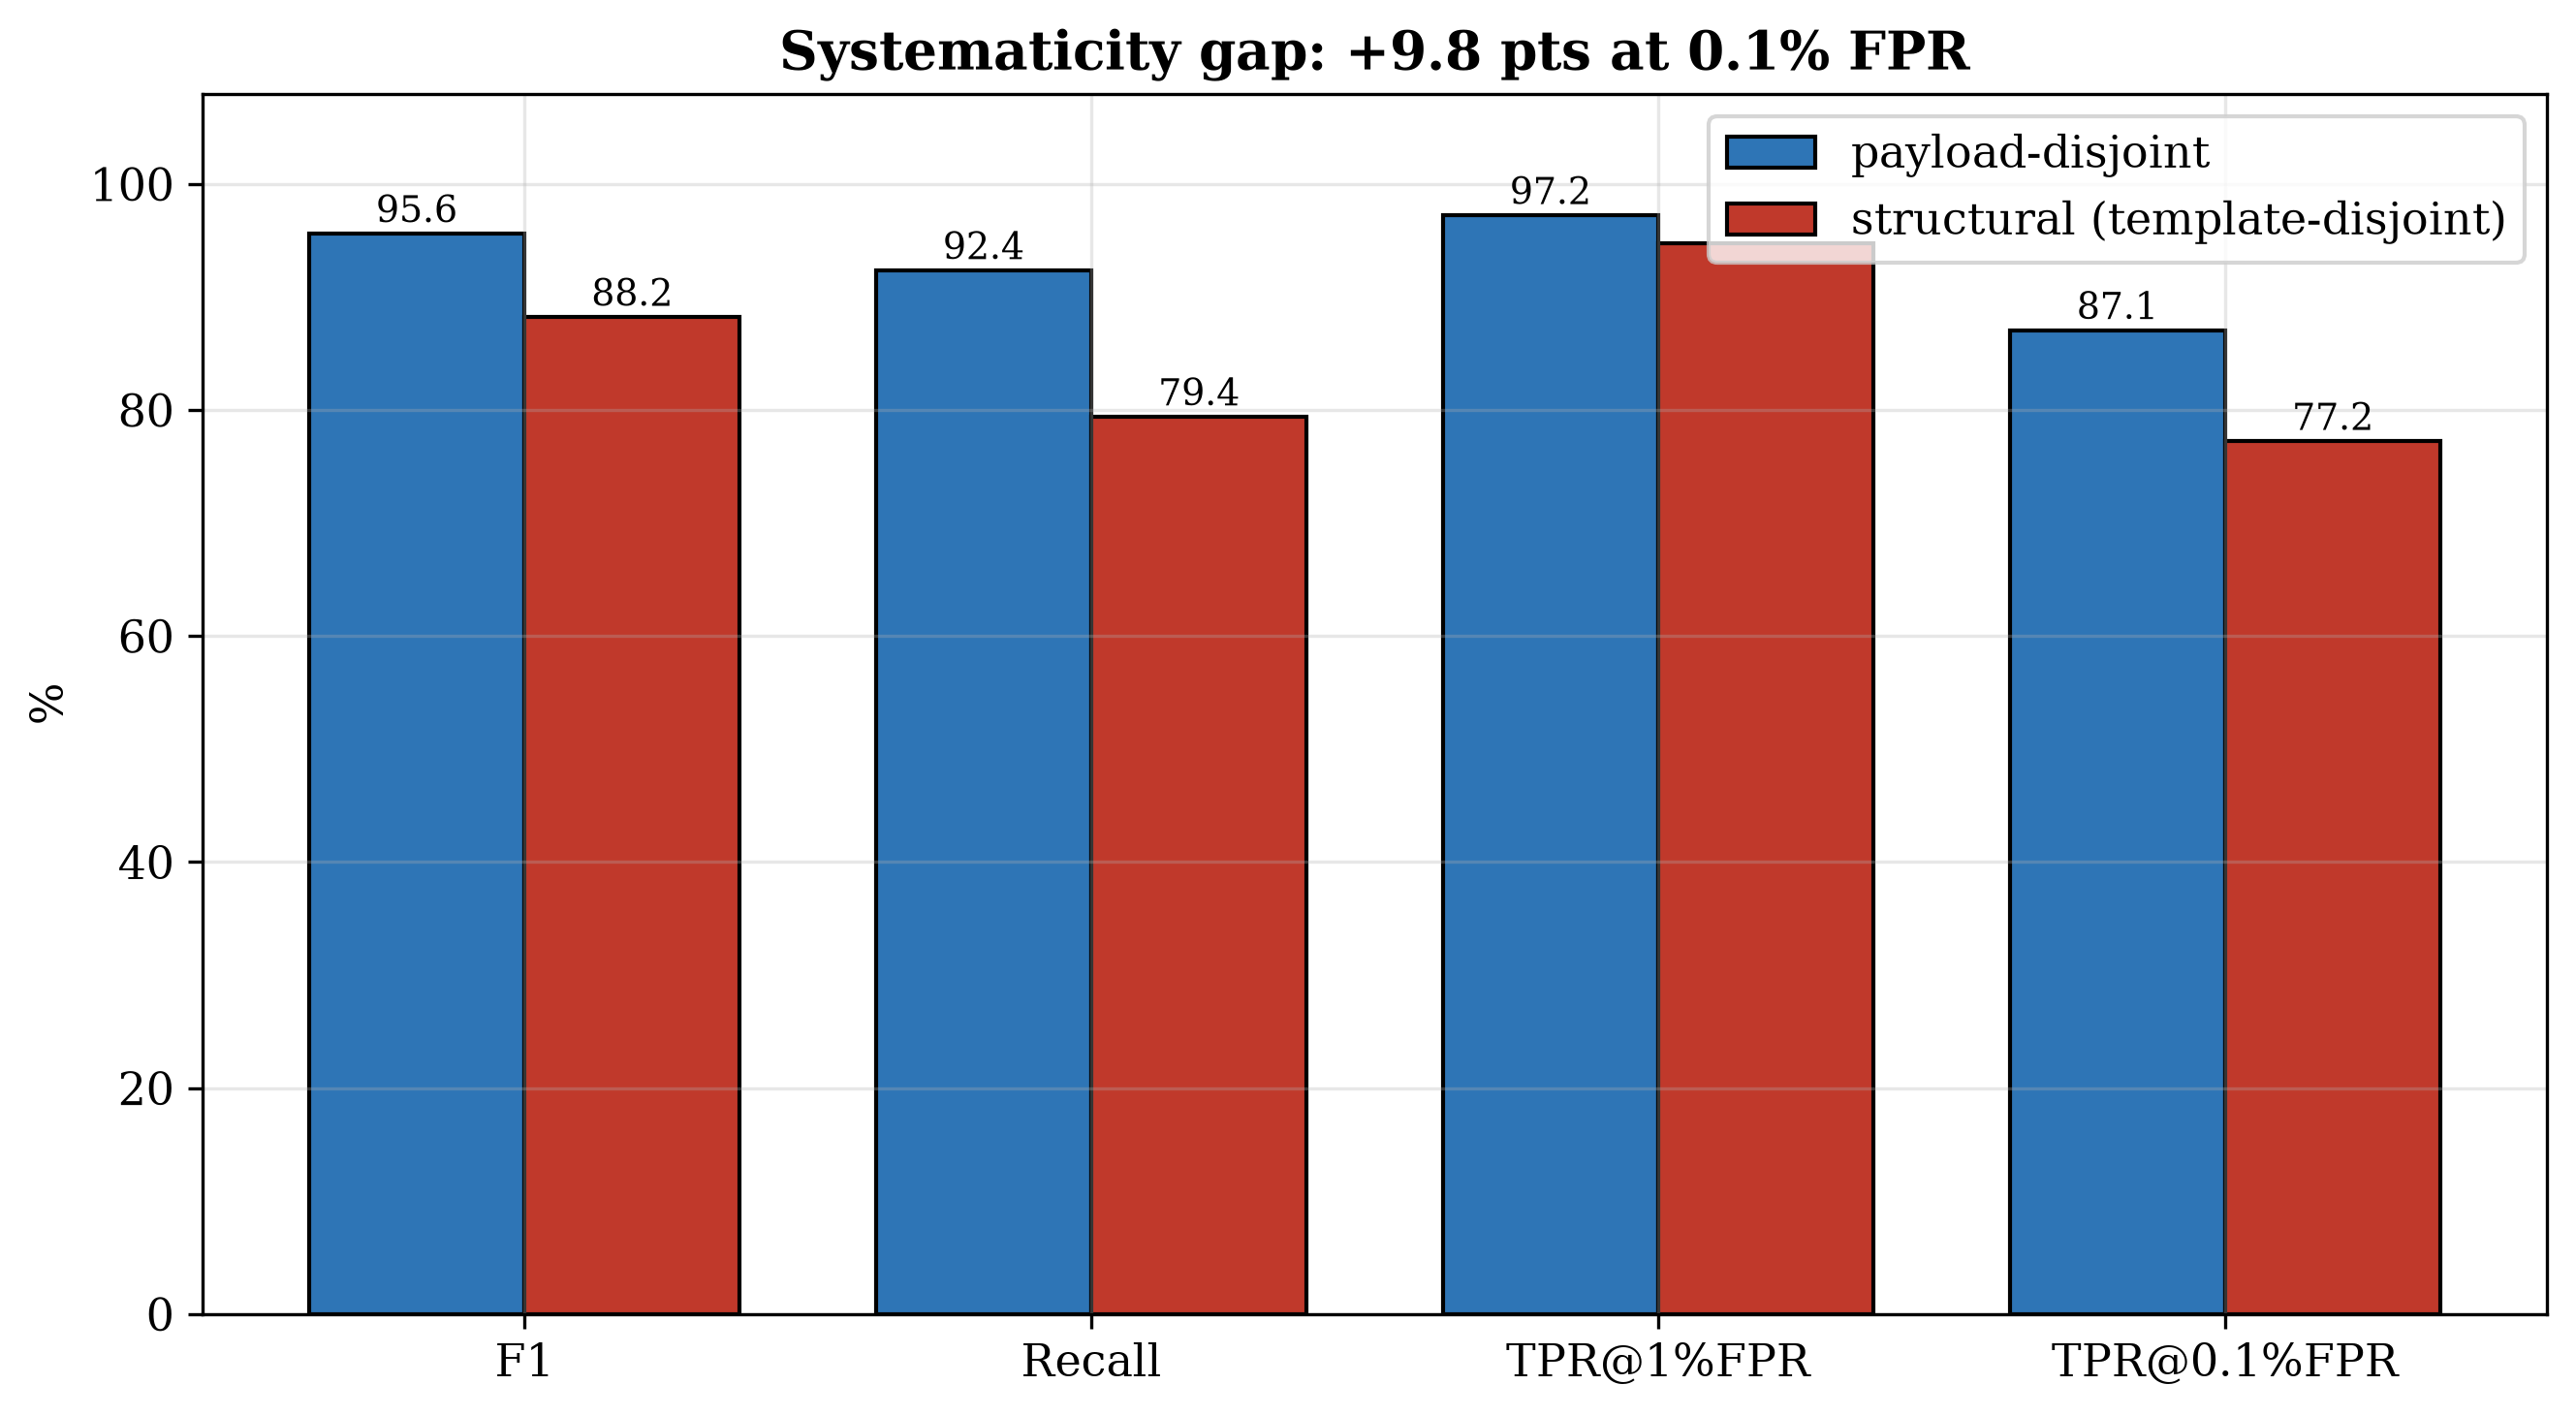 Systematicity gap: +9.8 pts at 0.1% FPR
payload-disjoint
structural (template-disjoint)
%
100
80
60
40
20
0
95.6
88.2
92.4
79.4
97.2
87.1
77.2
F1
Recall
TPR@1%FPR
TPR@0.1%FPR